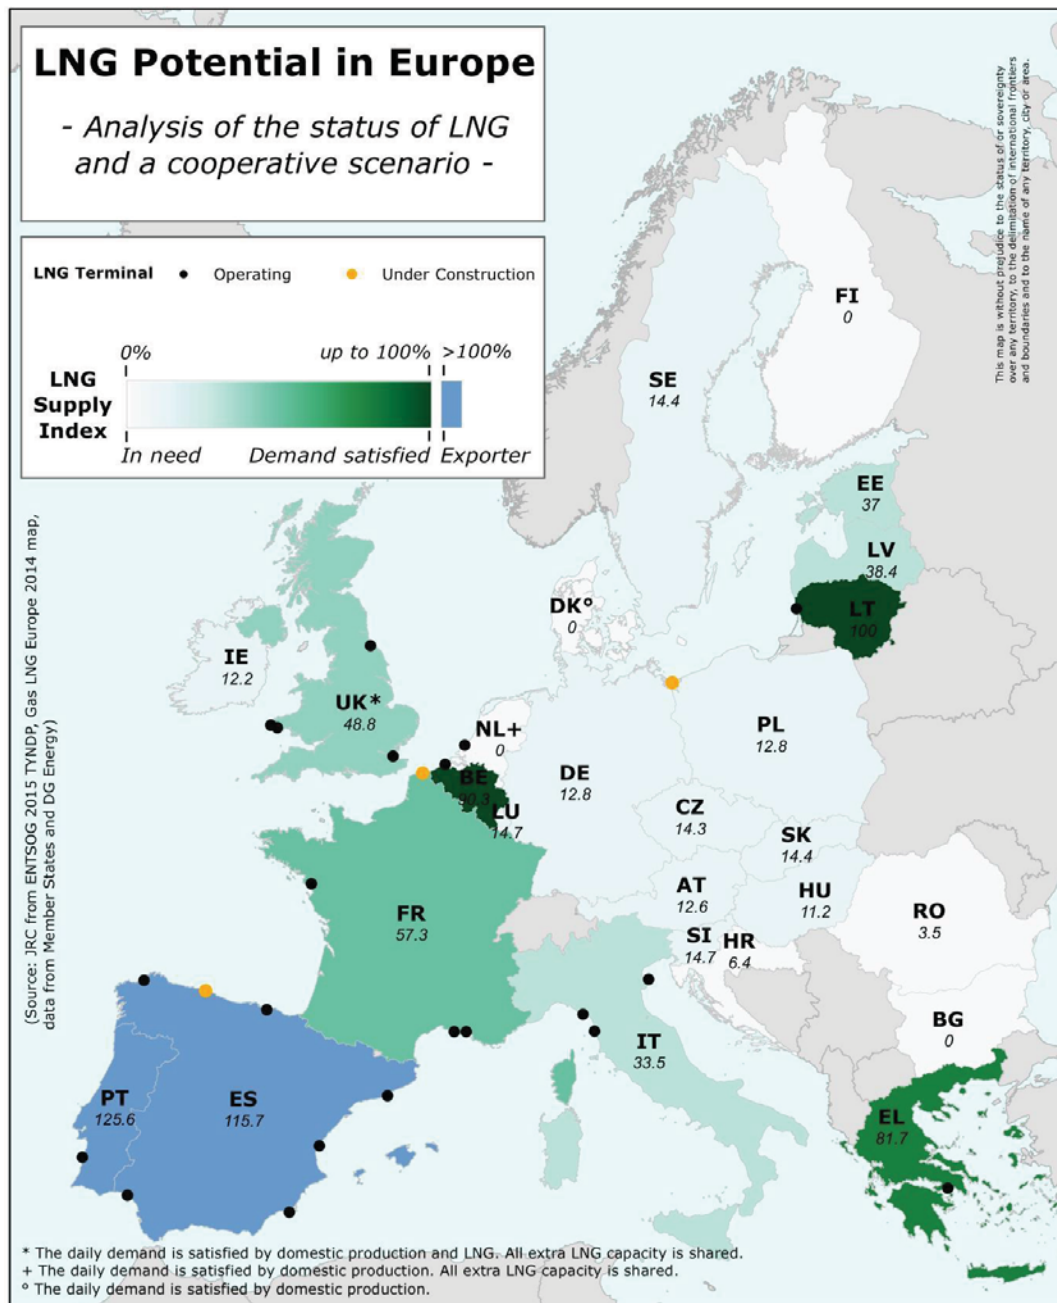 LNG Potential in Europe
- Analysis of the status of LNG
and a cooperative scenario -
LNG Terminal
Operating
Under Construction
0%
up to 100%
>100%
LNG
Supply
Index
In need
Demand satisfied
Exporter
This map is without prejudice to the status of or sovereignty
over any territory, to the delimitation of international frontiers
and boundaries and to the name of any territory, city or area.
(Source: JRC from ENTSOG 2015 TYNDP, Gas LNG Europe 2014 map,
data from Member States and DG Energy)
FI
0
SE
14.4
EE
37
LV
38.4
LT
100
DK°
0
IE
12.2
UK*
48.8
NL+
0
PL
12.8
BE
90.3
DE
12.8
LU
14.7
CZ
14.3
SK
14.4
AT
12.6
HU
11.2
FR
57.3
RO
3.5
SI
14.7
HR
6.4
BG
0
IT
33.5
PT
125.6
ES
115.7
EL
81.7
* The daily demand is satisfied by domestic production and LNG. All extra LNG capacity is shared.
+ The daily demand is satisfied by domestic production. All extra LNG capacity is shared.
° The daily demand is satisfied by domestic production.